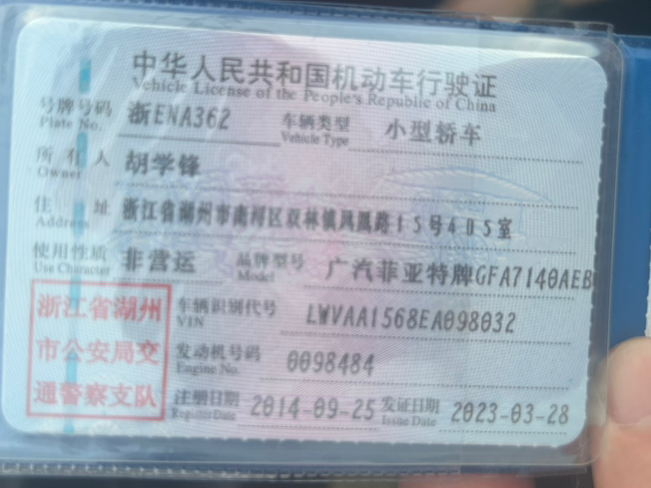 中华人民共和国机动车行驶证
Vehicle License of the People's Republic of China
号牌号码 浙ENA362 车辆类型 小型轿车
Plate No. Vehicle Type
所有人 胡学锋
Owner
住址 浙江省湖州市南浔区双林镇凤凰路15号405室
Address
使用性质 非营运 品牌型号 广汽菲亚特牌GFA7140AEB
Use Character Model
浙江省湖州 车辆识别代号 LWVAA1568EA098032
VIN
市公安局交 发动机号码 0098484
Engine No.
通警察支队 注册日期 2014-09-25 发证日期 2023-03-28
Register Date Issue Date